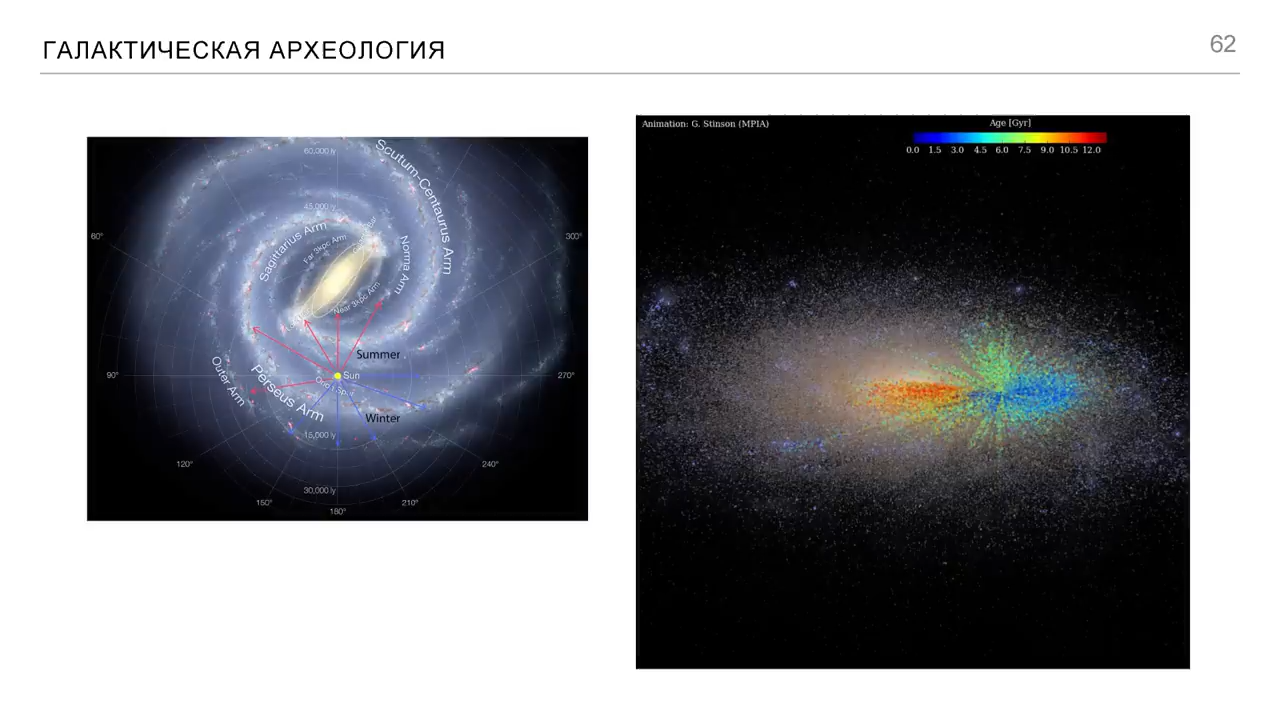 ГАЛАКТИЧЕСКАЯ АРХЕОЛОГИЯ
62
60,000 ly
Scutum-Centaurus Arm
45,000 ly
Sagittarius Arm
Far 3kpc Arm
Norma Arm
60°
300°
Near 3kpc Arm
Summer
Sun
90°
270°
Outer Arm
Perseus Arm
Winter
15,000 ly
120°
240°
30,000 ly
150°
210°
180°
Animation: G. Stinson (MPIA)
Age [Gyr]
0.0 1.5 3.0 4.5 6.0 7.5 9.0 10.5 12.0